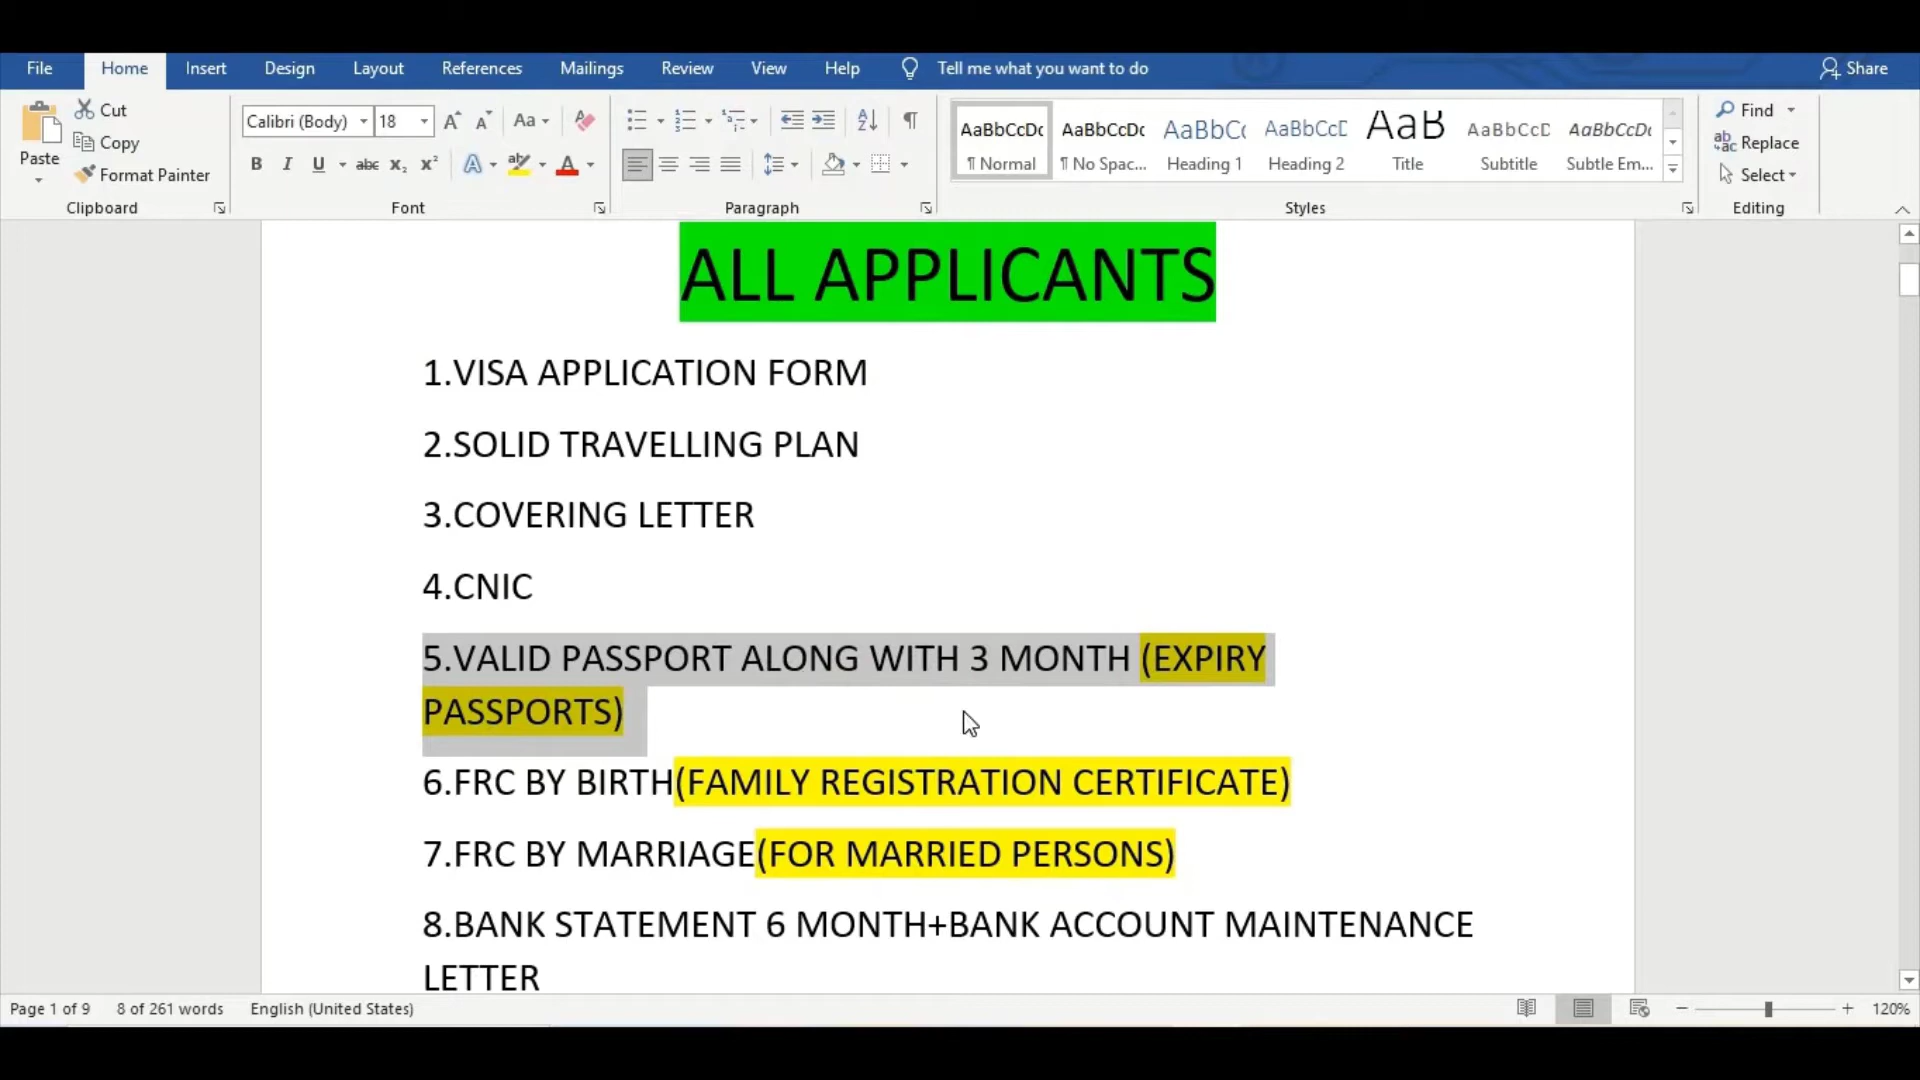 File Home Insert Design Layout References Mailings Review View Help Tell me what you want to do Share
Paste Cut Copy Format Painter Clipboard
Calibri (Body) 18 Font
Paragraph
AaBbCcDc AaBbCcDc AaBbC AaBbCcD AaB AaBbCcD AaBbCcDc
¶ Normal ¶ No Spac... Heading 1 Heading 2 Title Subtitle Subtle Em...
Styles
Find Replace Select Editing
ALL APPLICANTS
1.VISA APPLICATION FORM
2.SOLID TRAVELLING PLAN
3.COVERING LETTER
4.CNIC
5.VALID PASSPORT ALONG WITH 3 MONTH (EXPIRY
PASSPORTS)
6.FRC BY BIRTH(FAMILY REGISTRATION CERTIFICATE)
7.FRC BY MARRIAGE(FOR MARRIED PERSONS)
8.BANK STATEMENT 6 MONTH+BANK ACCOUNT MAINTENANCE
LETTER
Page 1 of 9 8 of 261 words English (United States) 120%